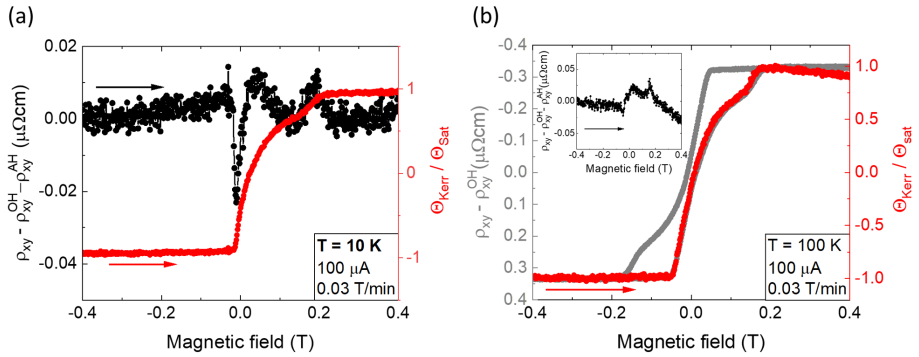 (a)
0.02
0.00
-0.02
-0.04
ρxy - ρxyOH - ρxyAH (μΩcm)
1
0
-1
ΘKerr / ΘSat
T = 10 K
100 μA
0.03 T/min
-0.4 -0.2 0.0 0.2 0.4
Magnetic field (T)
(b)
-0.4
-0.3
-0.2
-0.1
0.0
0.1
0.2
0.3
0.4
ρxy - ρxyOH (μΩcm)
0.05
0.00
-0.05
ρxy - ρxyOH - ρxyAH (μΩcm)
-0.4 -0.2 0.0 0.2 0.4
Magnetic field (T)
1.0
0.5
0.0
-0.5
-1.0
ΘKerr / Θsat
T = 100 K
100 μA
0.03 T/min
-0.4 -0.2 0.0 0.2 0.4
Magnetic field (T)